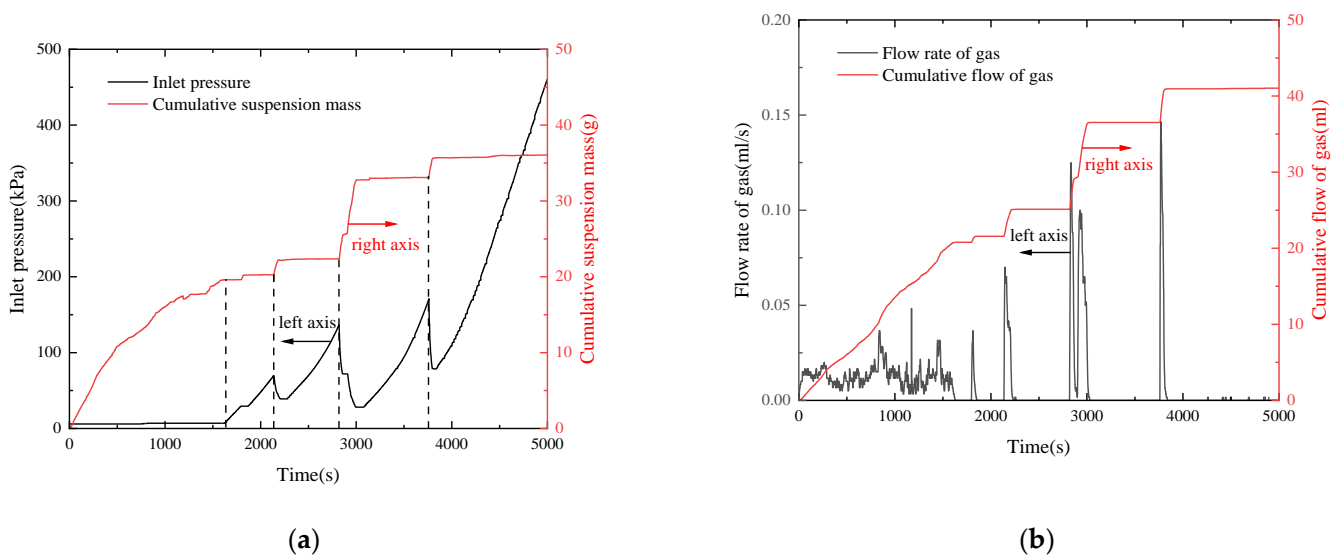 500
400
300
200
100
0
Inlet pressure(kPa)
Inlet pressure
Cumulative suspension mass
right axis
left axis
50
40
30
20
10
0
Cumulative suspension mass(g)
0 1000 2000 3000 4000 5000
Time(s)
(a)
0.20
0.15
0.10
0.05
0.00
Flow rate of gas(ml/s)
Flow rate of gas
Cumulative flow of gas
right axis
left axis
50
40
30
20
10
0
Cumulative flow of gas(ml)
0 1000 2000 3000 4000 5000
Time(s)
(b)